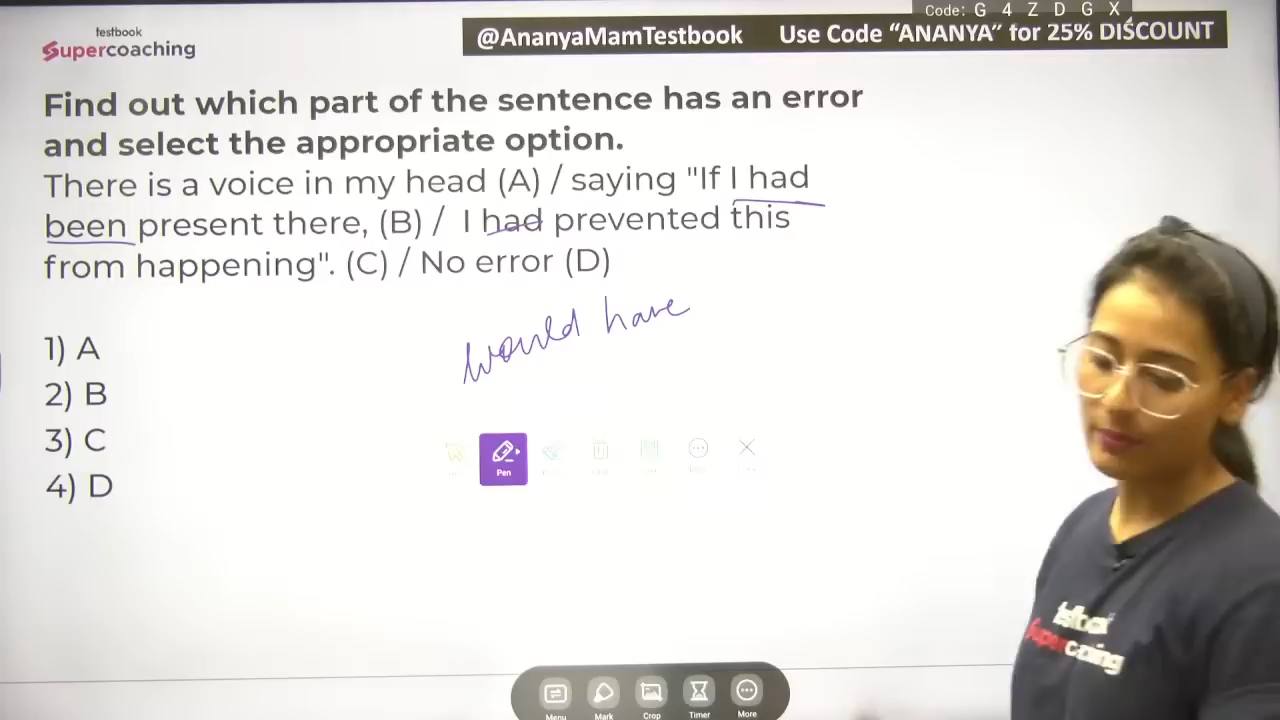 Code: G 4 Z D G X
testbook
Supercoaching
@AnanyaMamTestbook Use Code “ANANYA” for 25% DISCOUNT
Find out which part of the sentence has an error
and select the appropriate option.
There is a voice in my head (A) / saying "If I had
been present there, (B) / I had prevented this
from happening". (C) / No error (D)
would have
1) A
2) B
3) C
4) D
Pen
testbook
Supercoaching
Menu Mark Crop Timer More